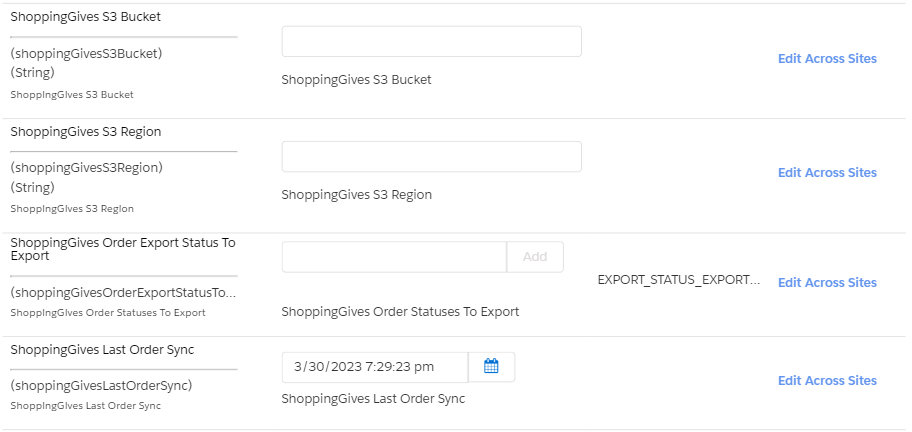 ShoppingGives S3 Bucket
(shoppingGivesS3Bucket)
(String)
ShoppingGives S3 Bucket
ShoppingGives S3 Bucket
Edit Across Sites
ShoppingGives S3 Region
(shoppingGivesS3Region)
(String)
ShoppingGives S3 Region
ShoppingGives S3 Region
Edit Across Sites
ShoppingGives Order Export Status To
Export
(shoppingGivesOrderExportStatusTo...
ShoppingGives Order Statuses To Export
Add
ShoppingGives Order Statuses To Export
EXPORT_STATUS_EXPORT...
Edit Across Sites
ShoppingGives Last Order Sync
(shoppingGivesLastOrderSync)
ShoppingGives Last Order Sync
3/30/2023 7:29:23 pm
ShoppingGives Last Order Sync
Edit Across Sites